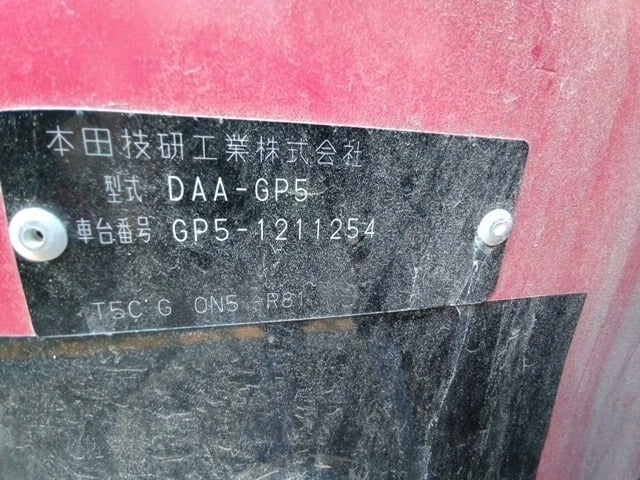 本田技研工業株式会社
型式 DAA-GP5
車台番号 GP5-1211254
T5C G ON5 R81